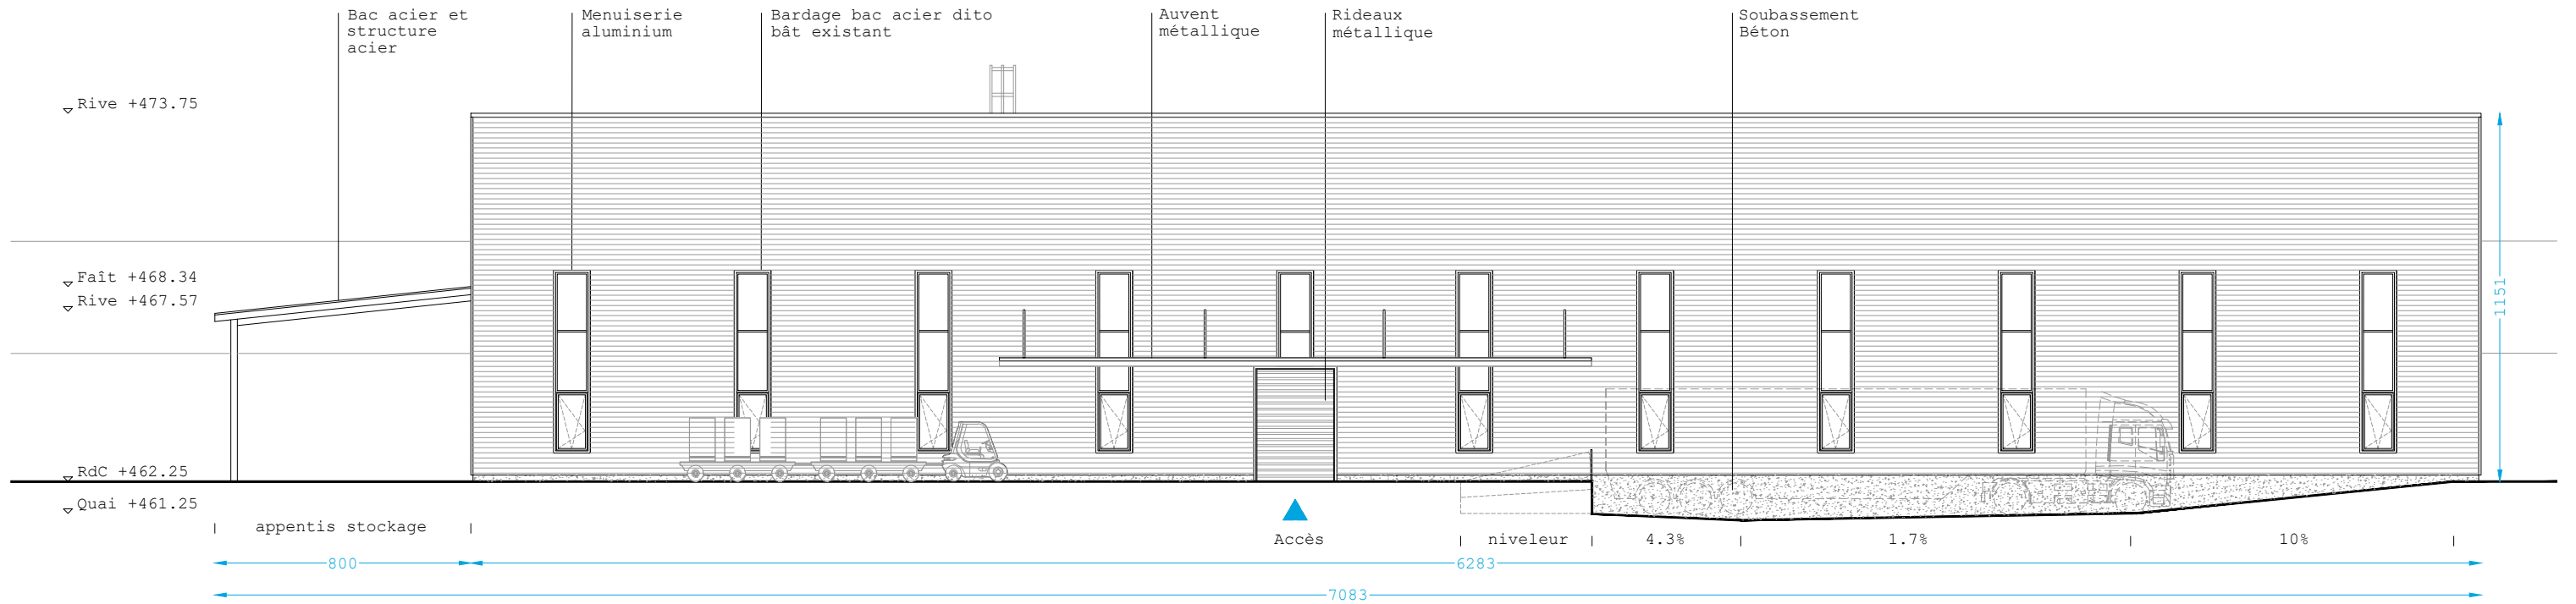 Bac acier et
structure
acier
Menuiserie
aluminium
Bardage bac acier dito
bât existant
Auvent
métallique
Rideaux
métallique
Soubassement
Béton
Rive +473.75
Faît +468.34
Rive +467.57
1151
RdC +462.25
Quai +461.25
appentis stockage
Accès
niveleur
4.3%
1.7%
10%
800
6283
7083